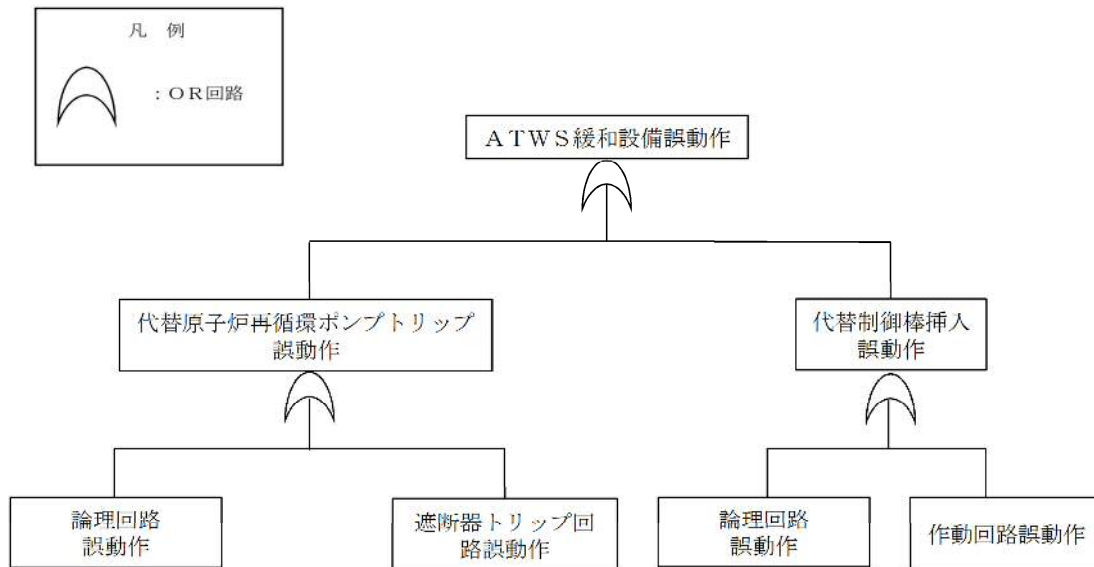 凡 例
：ＯＲ回路
ＡＴＷＳ緩和設備誤動作
代替原子炉再循環ポンプトリップ
誤動作
代替制御棒挿入
誤動作
論理回路
誤動作
遮断器トリップ回
路誤動作
論理回路
誤動作
作動回路誤動作